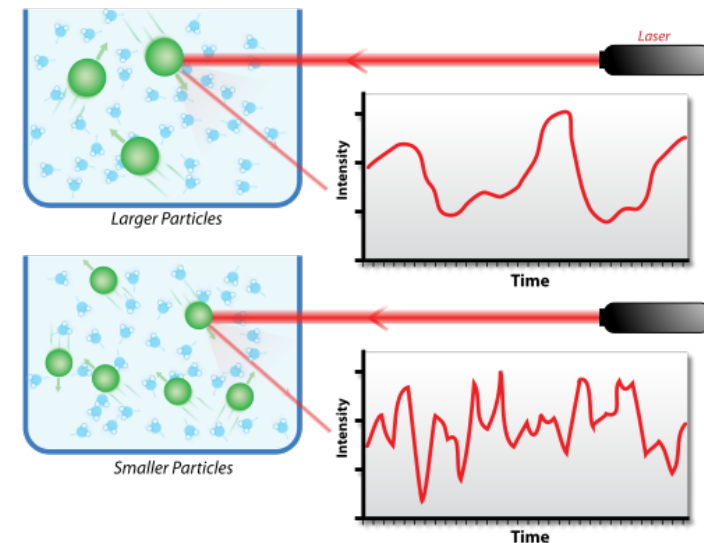 Laser
Intensity
Time
Larger Particles
Intensity
Time
Smaller Particles